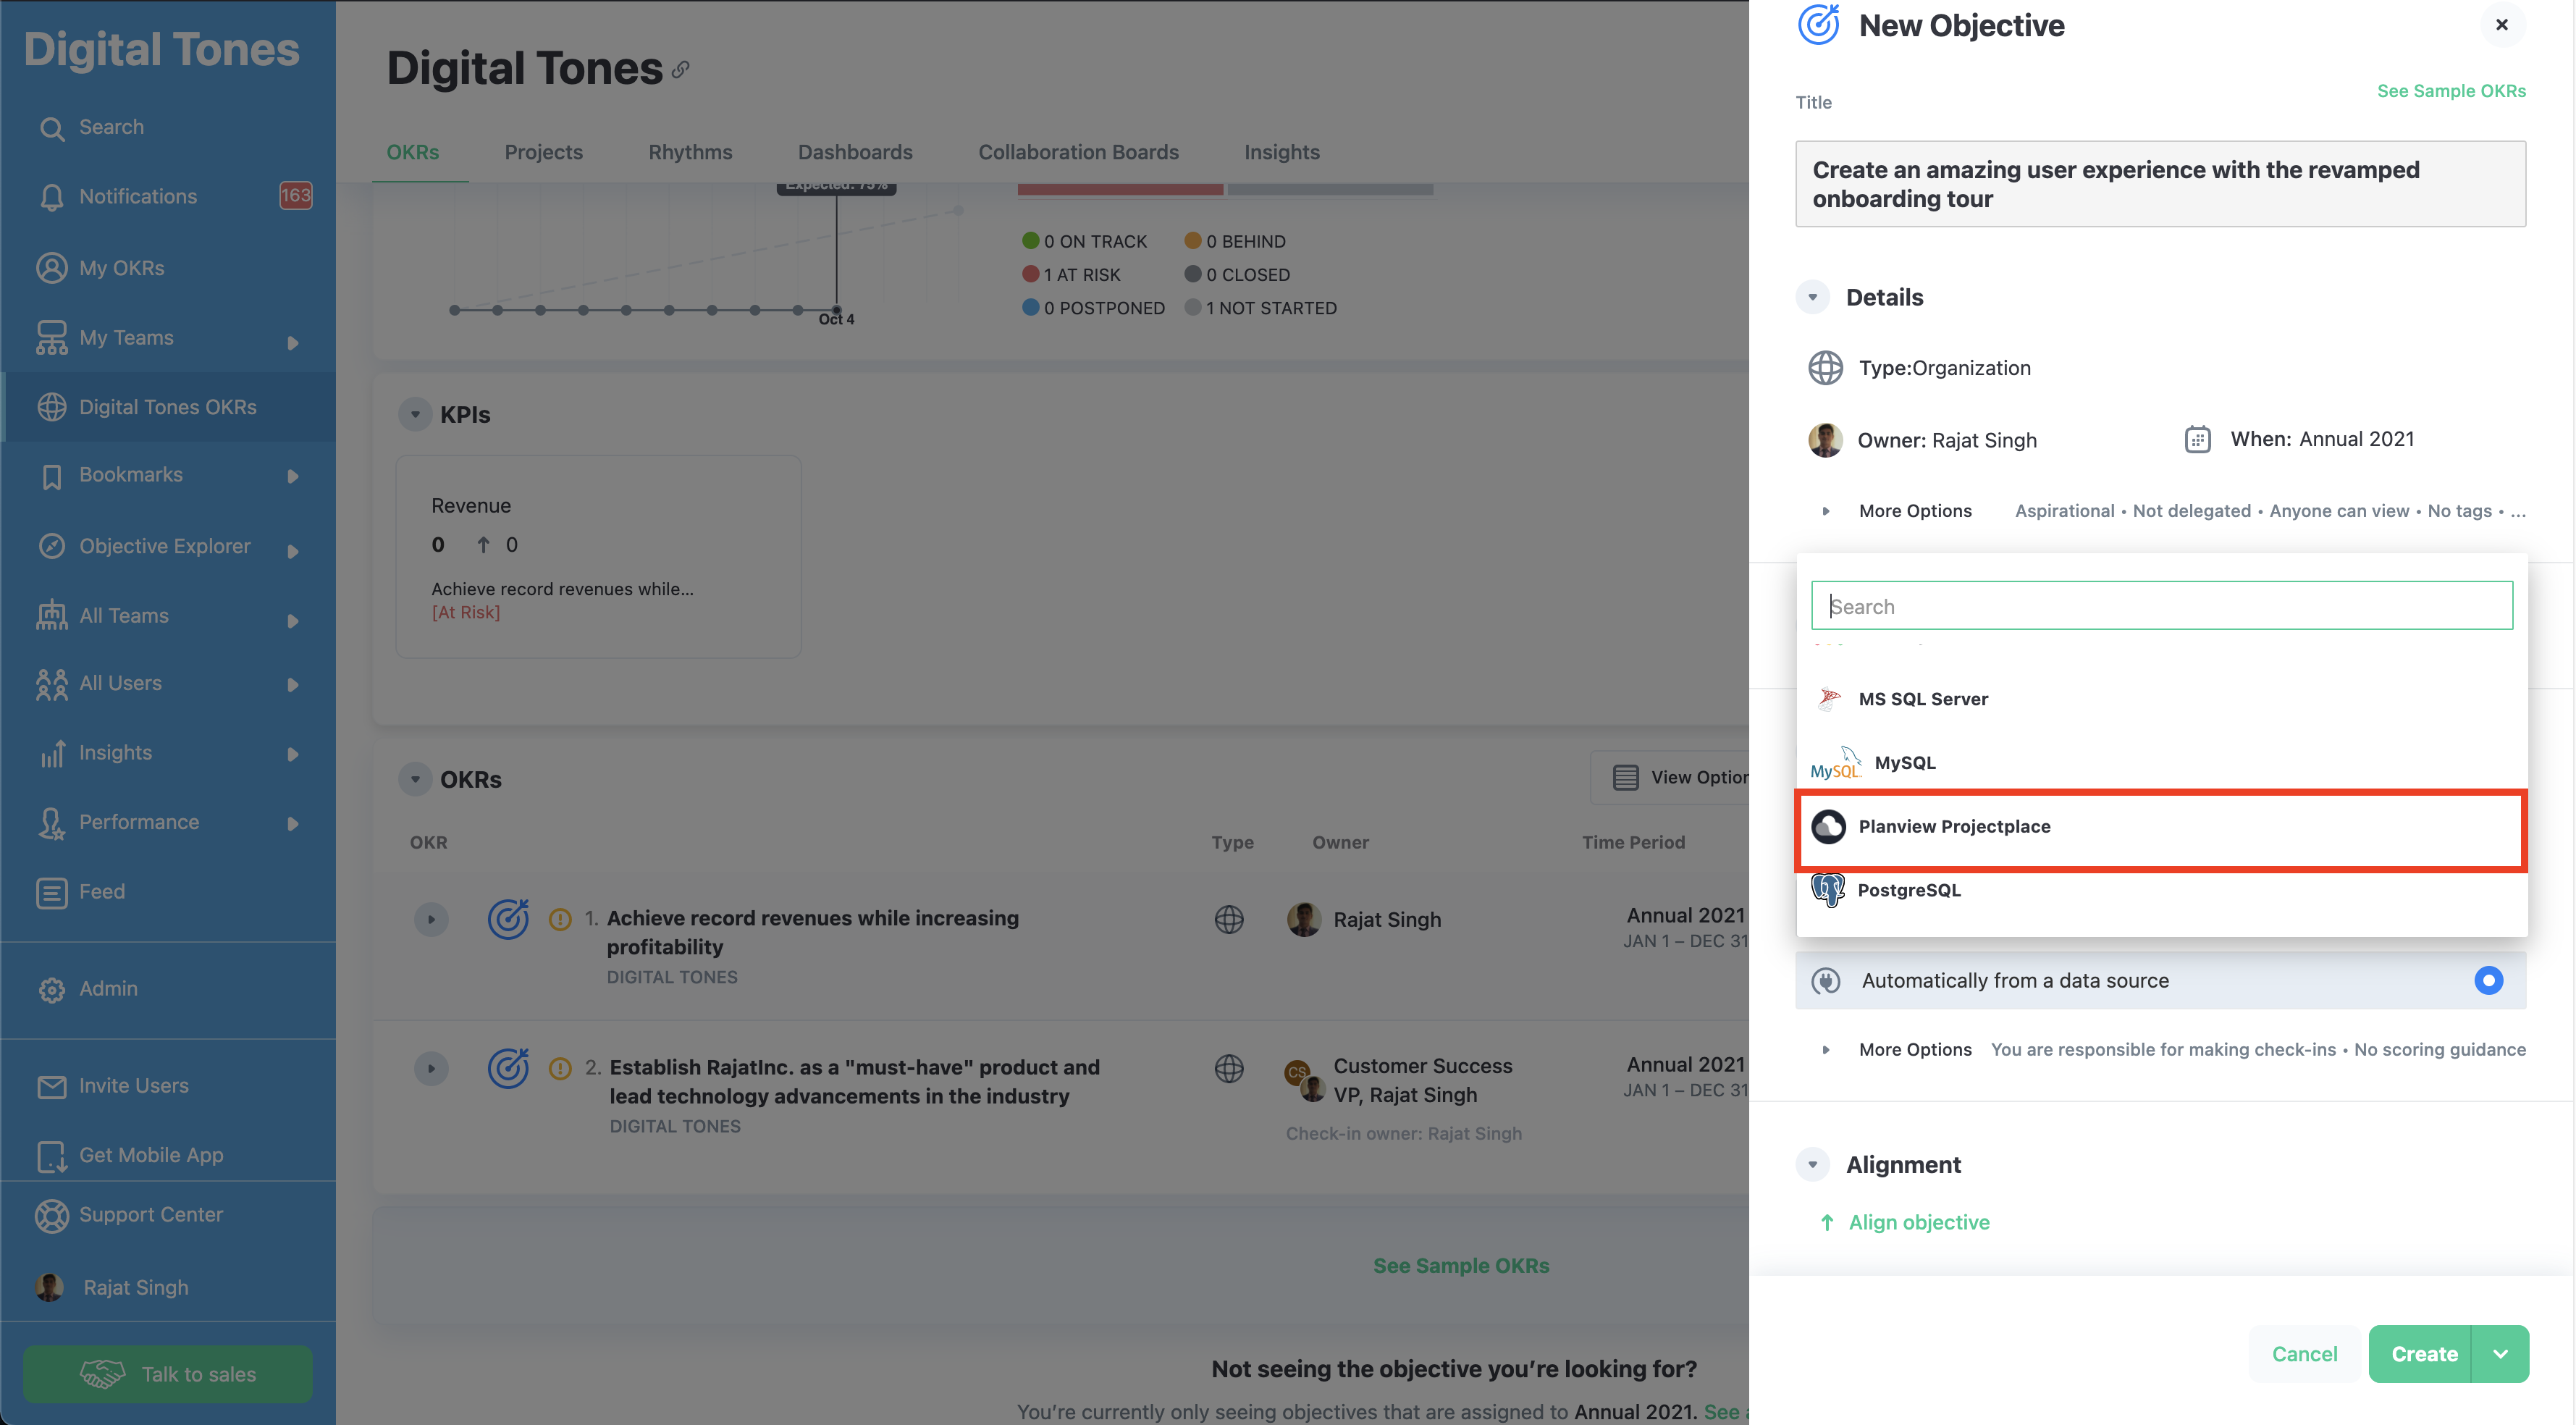 Digital Tones
Search
Notifications
163
My OKRs
My Teams
Digital Tones OKRs
Bookmarks
Objective Explorer
All Teams
All Users
Insights
Performance
Feed
Admin
Invite Users
Get Mobile App
Support Center
Rajat Singh
Talk to sales
Digital Tones
OKRs
Projects
Rhythms
Dashboards
Collaboration Boards
Insights
Expected: 75%
Oct 4
0 ON TRACK
0 BEHIND
1 AT RISK
0 CLOSED
0 POSTPONED
1 NOT STARTED
KPIs
Revenue
0 ↑ 0
Achieve record revenues while...
[At Risk]
OKRs
View Option
OKR
Type
Owner
Time Period
1. Achieve record revenues while increasing
profitability
DIGITAL TONES
Rajat Singh
Annual 2021
JAN 1 – DEC 31
2. Establish RajatInc. as a "must-have" product and
lead technology advancements in the industry
DIGITAL TONES
CS
Customer Success
VP, Rajat Singh
Check-in owner: Rajat Singh
Annual 2021
JAN 1 – DEC 31
See Sample OKRs
Not seeing the objective you’re looking for?
You’re currently only seeing objectives that are assigned to Annual 2021. See
New Objective
See Sample OKRs
Title
Create an amazing user experience with the revamped
onboarding tour
Details
Type:Organization
Owner: Rajat Singh
When: Annual 2021
More Options
Aspirational • Not delegated • Anyone can view • No tags • ...
Search
MS SQL Server
MySQL
MySQL
Planview Projectplace
PostgreSQL
Automatically from a data source
More Options
You are responsible for making check-ins • No scoring guidance
Alignment
Align objective
Cancel
Create